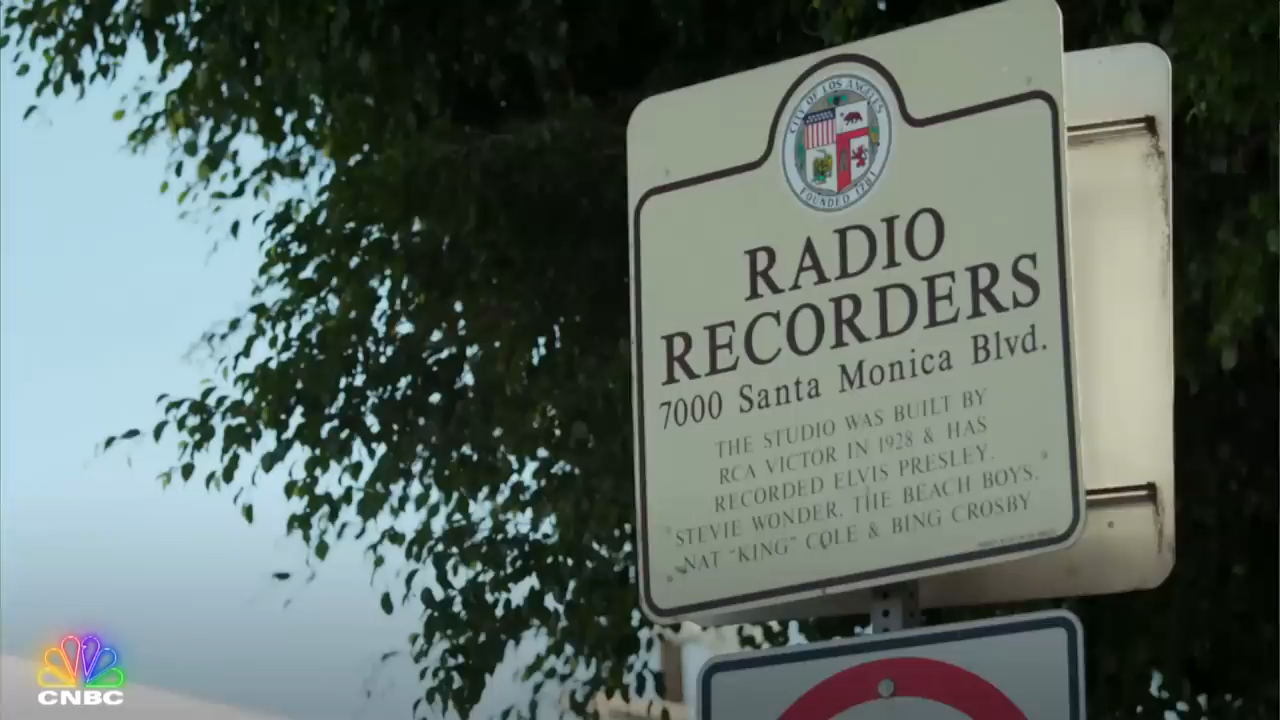 CITY OF LOS ANGELES
FOUNDED 1781
RADIO
RECORDERS
7000 Santa Monica Blvd.
THE STUDIO WAS BUILT BY
RCA VICTOR IN 1928 & HAS
RECORDED ELVIS PRESLEY,
STEVIE WONDER, THE BEACH BOYS,
NAT "KING" COLE & BING CROSBY
CNBC